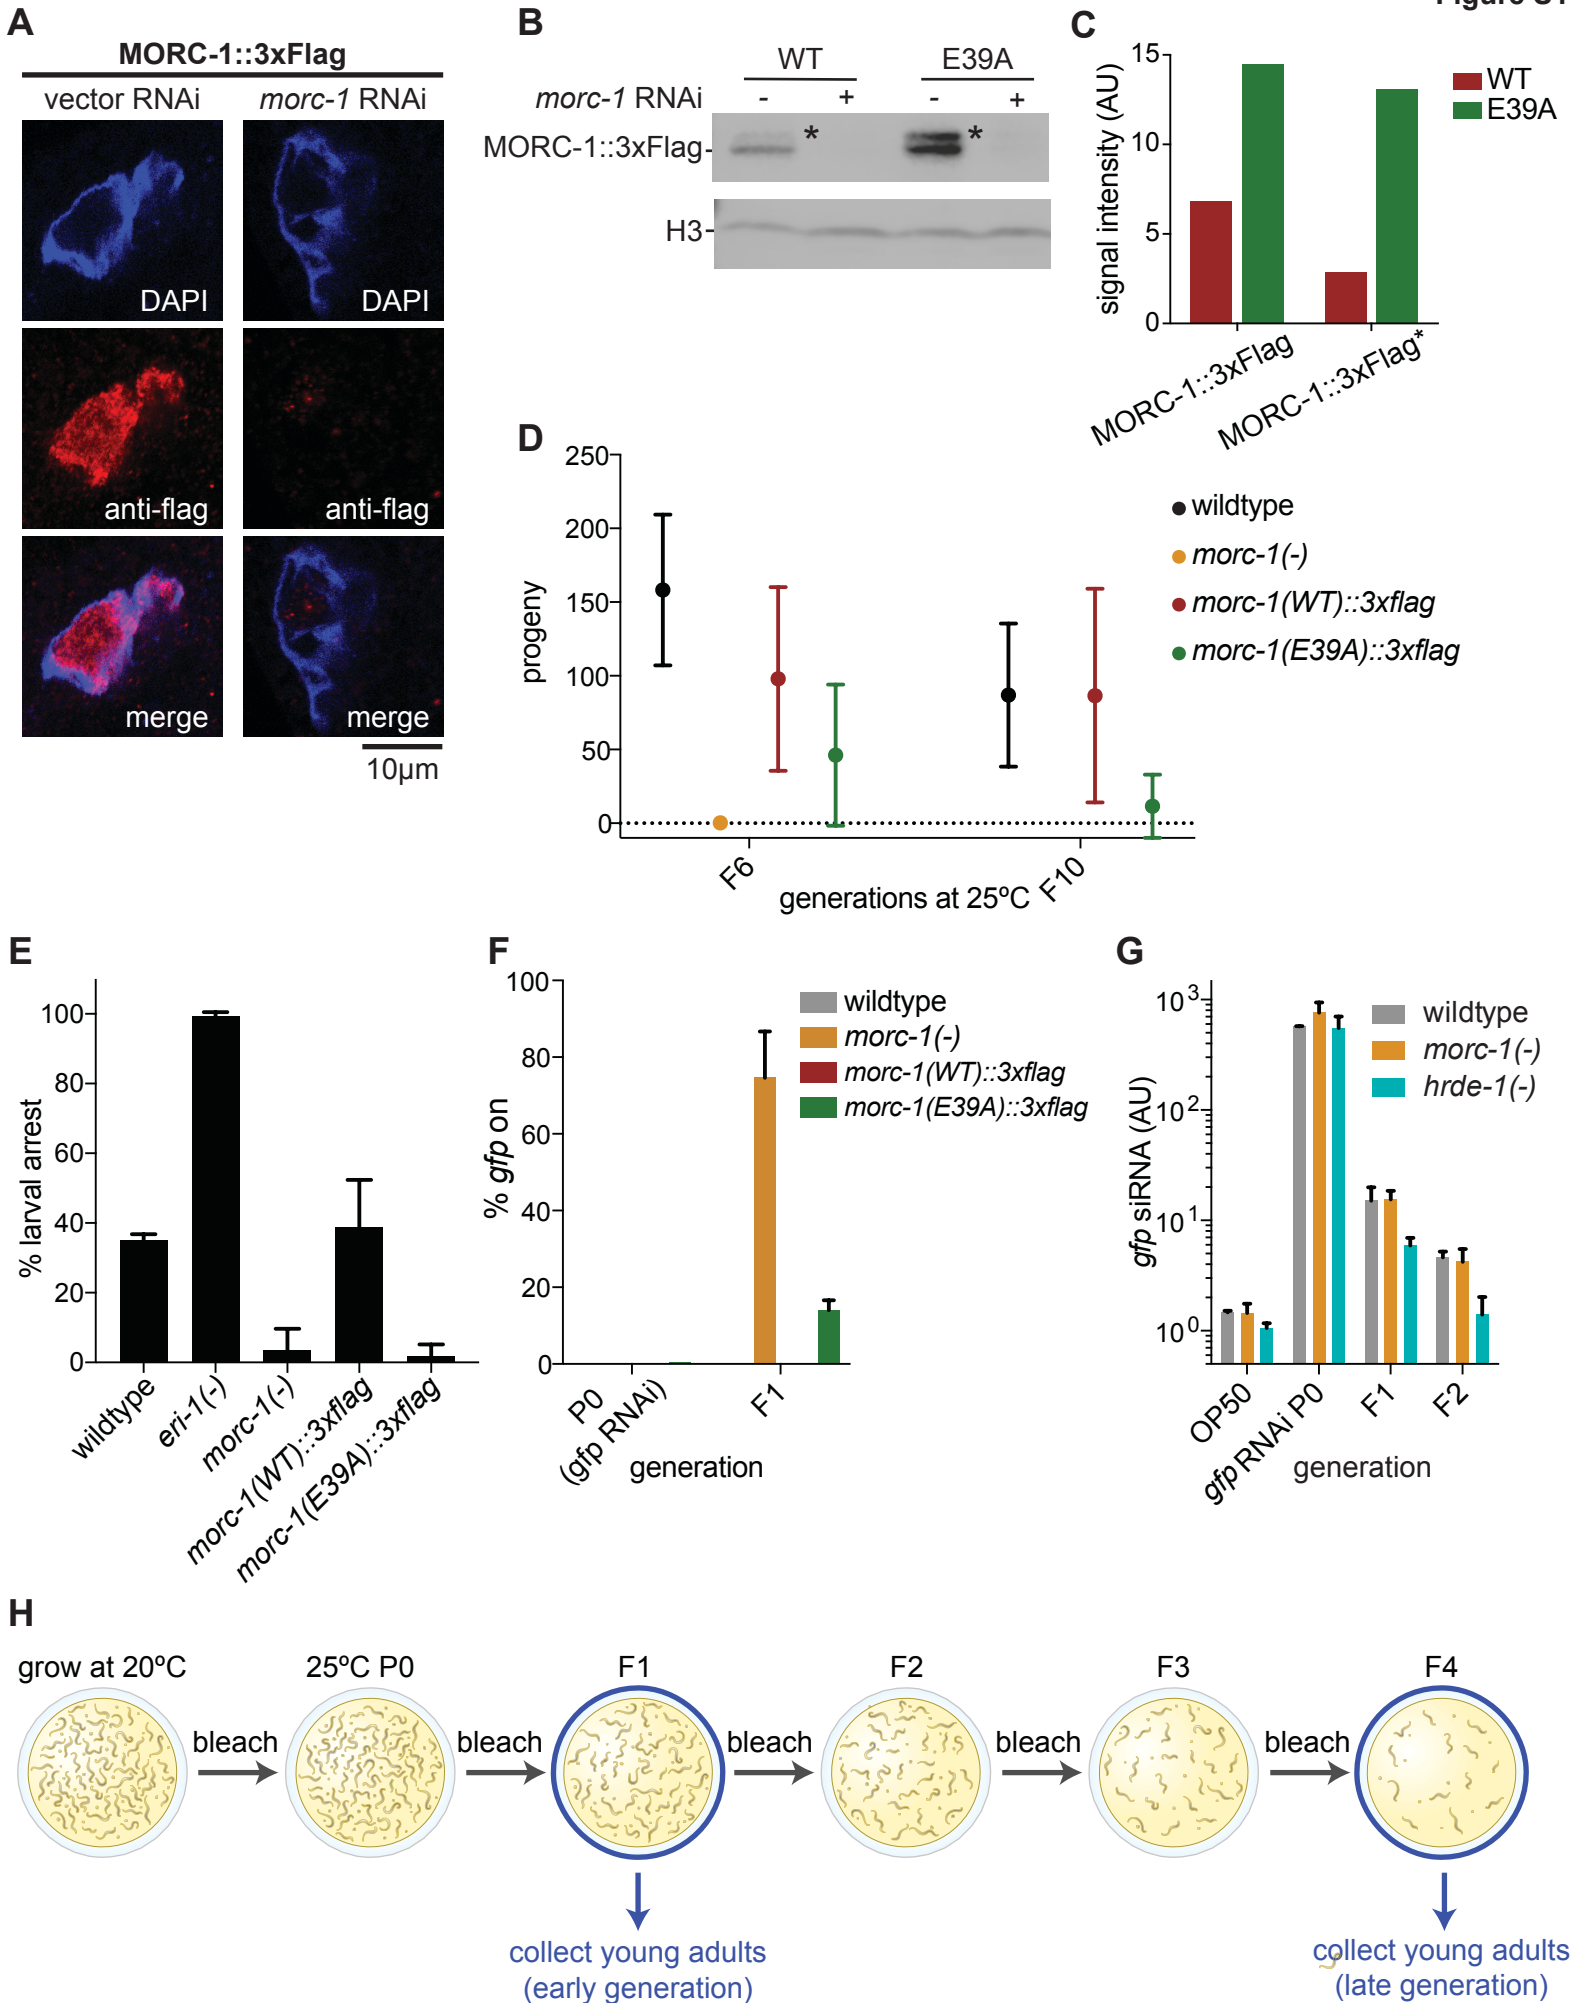 A
MORC-1::3xFlag
vector RNAi
morc-1 RNAi
DAPI
DAPI
anti-flag
anti-flag
merge
merge
10µm
B
WT
E39A
morc-1 RNAi
- + - +
MORC-1::3xFlag
*
*
H3
C
signal intensity (AU)
15
10
5
0
WT
E39A
MORC-1::3xFlag
MORC-1::3xFlag*
D
progeny
250
200
150
100
50
0
F6
F10
generations at 25ºC
wildtype
morc-1(-)
morc-1(WT)::3xflag
morc-1(E39A)::3xflag
E
% larval arrest
100
80
60
40
20
0
wildtype
eri-1(-)
morc-1(-)
morc-1(WT)::3xflag
morc-1(E39A)::3xflag
F
% gfp on
100
80
60
40
20
0
wildtype
morc-1(-)
morc-1(WT)::3xflag
morc-1(E39A)::3xflag
P0
(gfp RNAi)
F1
generation
G
gfp siRNA (AU)
10³
10²
10¹
10⁰
wildtype
morc-1(-)
hrde-1(-)
OP50
gfp RNAi P0
F1
F2
generation
H
grow at 20ºC
25ºC P0
F1
F2
F3
F4
bleach
bleach
bleach
bleach
bleach
collect young adults
(early generation)
collect young adults
(late generation)